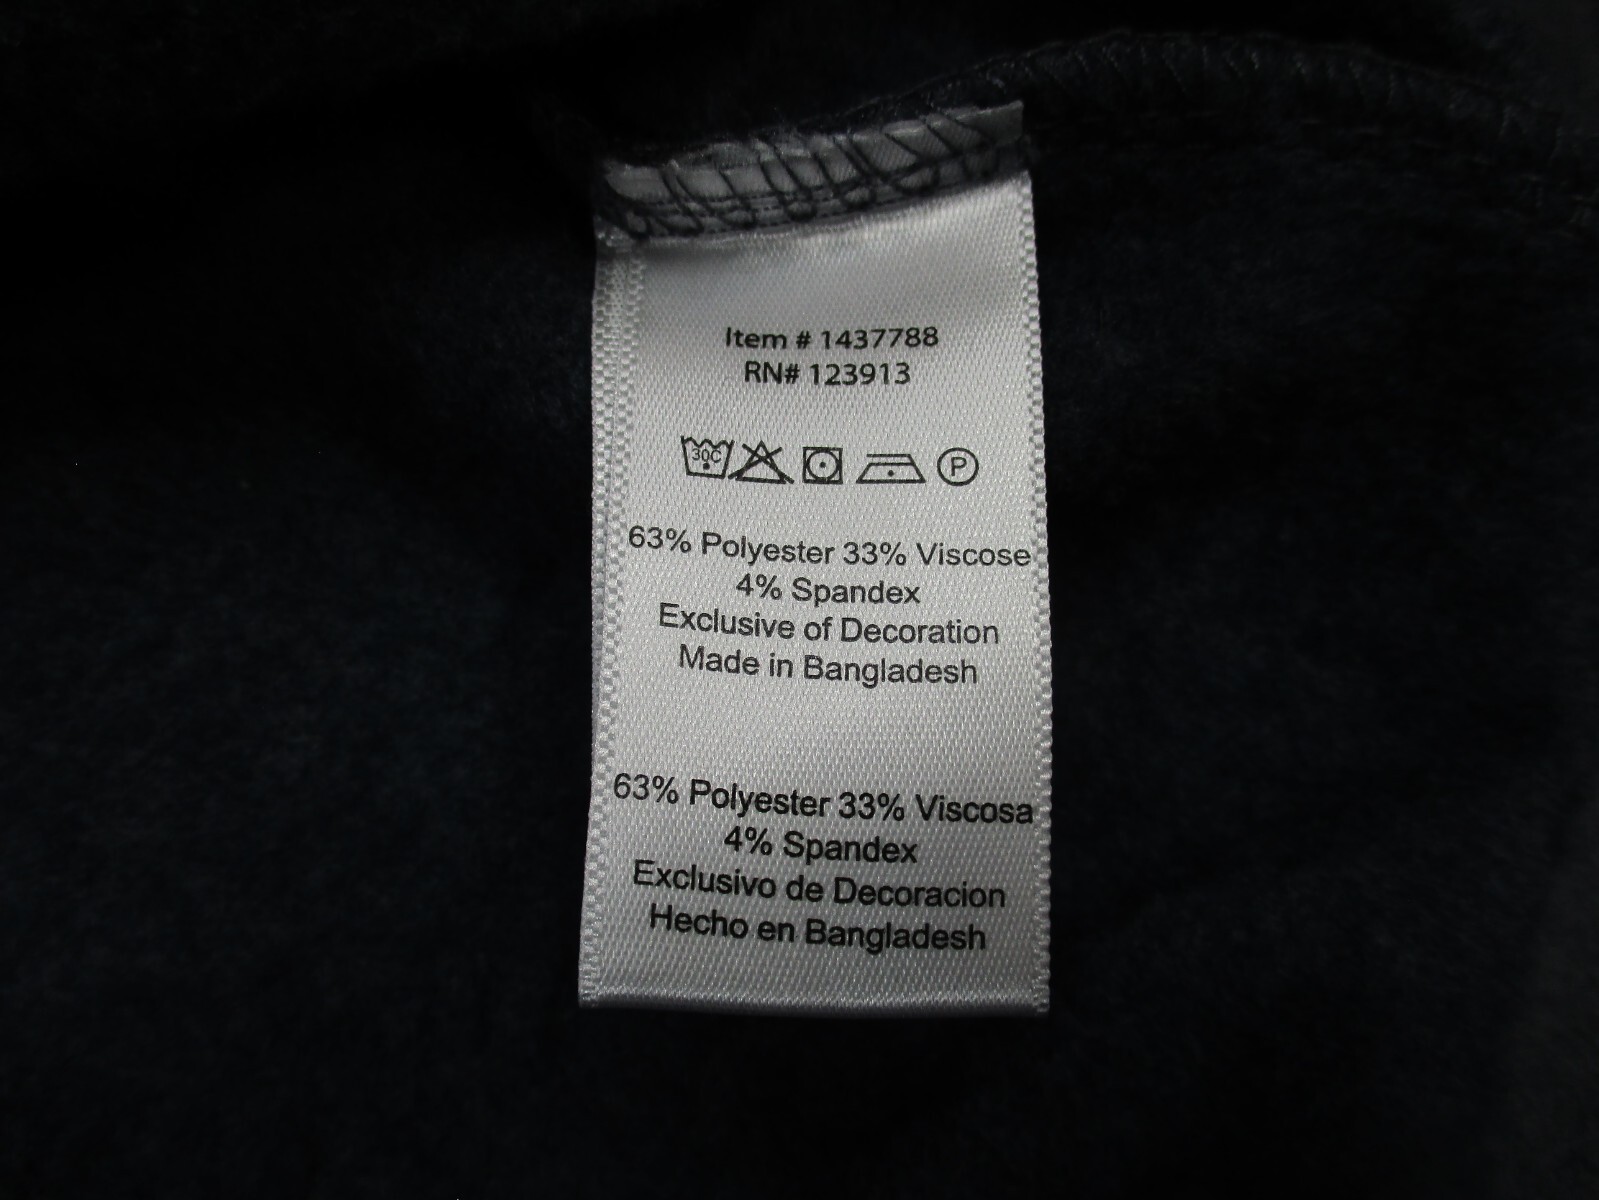 Item # 1437788
RN# 123913
30C P
63% Polyester 33% Viscose
4% Spandex
Exclusive of Decoration
Made in Bangladesh
63% Polyester 33% Viscosa
4% Spandex
Exclusivo de Decoracion
Hecho en Bangladesh